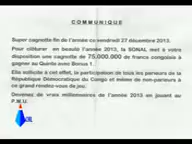 COMMUNIQUE
Super cagnotte fin de l'année ce vendredi 27 décembre 2013.
Pour clôturer en beauté l'année 2013, la SONAL met à votre
disposition une cagnotte de 75.000.000 de francs congolais à
gagner au Quinté avec Bonus 1.
Elle sollicite à cet effet, la participation de tous les parieurs de la
République Démocratique du Congo et même de non-parieurs à
ce grand rendez-vous de jeu.
Devenez de vrais millionnaires de l'année 2013 en jouant au
P.M.U.